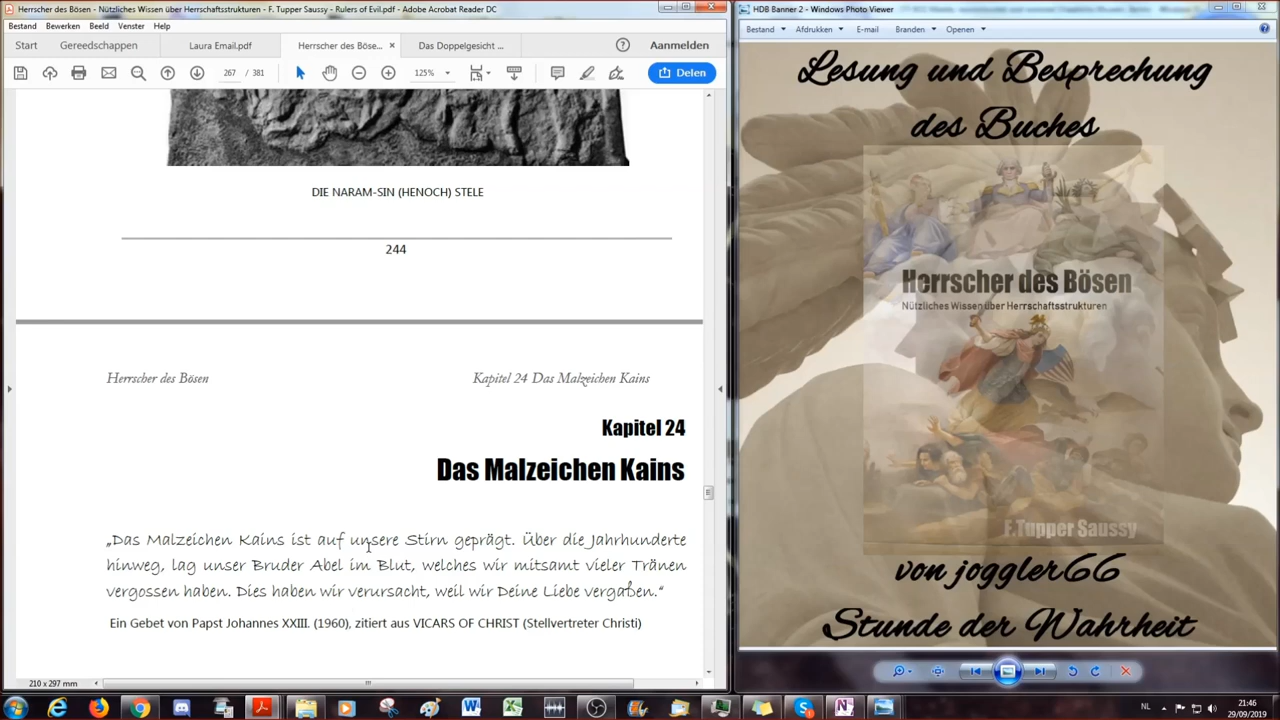 Herrscher des Bösen - Nützliches Wissen über Herrschaftsstrukturen - F. Tupper Saussy - Rulers of Evil.pdf - Adobe Acrobat Reader DC
Bestand Bewerken Beeld Venster Help
Start Gereedschappen Laura Email.pdf Herrscher des Böse... × Das Doppelgesicht ... Aanmelden
267 / 381 125% Delen
DIE NARAM-SIN (HENOCH) STELE
244
Herrscher des Bösen Kapitel 24 Das Malzeichen Kains
Kapitel 24
Das Malzeichen Kains
„Das Malzeichen Kains ist auf unsere Stirn geprägt. Über die Jahrhunderte
hinweg, lag unser Bruder Abel im Blut, welches wir mitsamt vieler Tränen
vergossen haben. Dies haben wir verursacht, weil wir Deine Liebe vergaßen.“
Ein Gebet von Papst Johannes XXIII. (1960), zitiert aus VICARS OF CHRIST (Stellvertreter Christi)
210 x 297 mm
HDB Banner 2 - Windows Photo Viewer
Bestand Afdrukken E-mail Branden Openen
Lesung und Besprechung
des Buches
Herrscher des Bösen
Nützliches Wissen über Herrschaftsstrukturen
F.Tupper Saussy
von joggler66
Stunde der Wahrheit
NL 21:46
29/09/2019